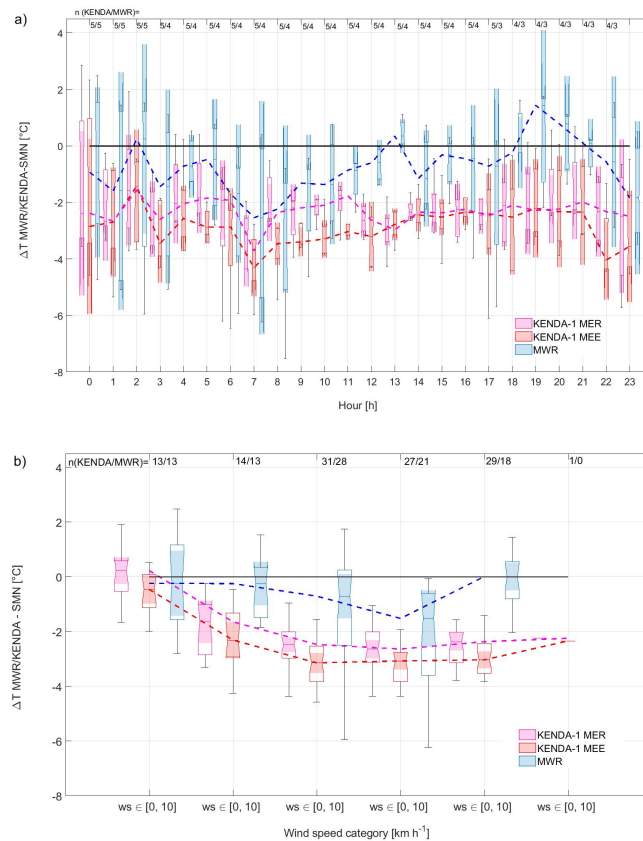 n (KENDA/MWR)=
a)
5/5 5/5 5/5 5/4 5/4 5/4 5/4 5/4 5/4 5/4 5/4 5/4 5/4 5/4 5/4 5/4 5/4 5/3 4/3 4/3 4/3 4/3 4/3
4
2
0
-2
-4
-6
-8
ΔT MWR/KENDA-SMN [°C]
KENDA-1 MER
KENDA-1 MEE
MWR
0 1 2 3 4 5 6 7 8 9 10 11 12 13 14 15 16 17 18 19 20 21 22 23
Hour [h]
b)
n(KENDA/MWR)= 13/13 14/13 31/28 27/21 29/18 1/0
4
2
0
-2
-4
-6
-8
ΔT MWR/KENDA - SMN [°C]
KENDA-1 MER
KENDA-1 MEE
MWR
ws ∈ [0, 10) ws ∈ [0, 10) ws ∈ [0, 10) ws ∈ [0, 10) ws ∈ [0, 10) ws ∈ [0, 10)
Wind speed category [km h⁻¹]